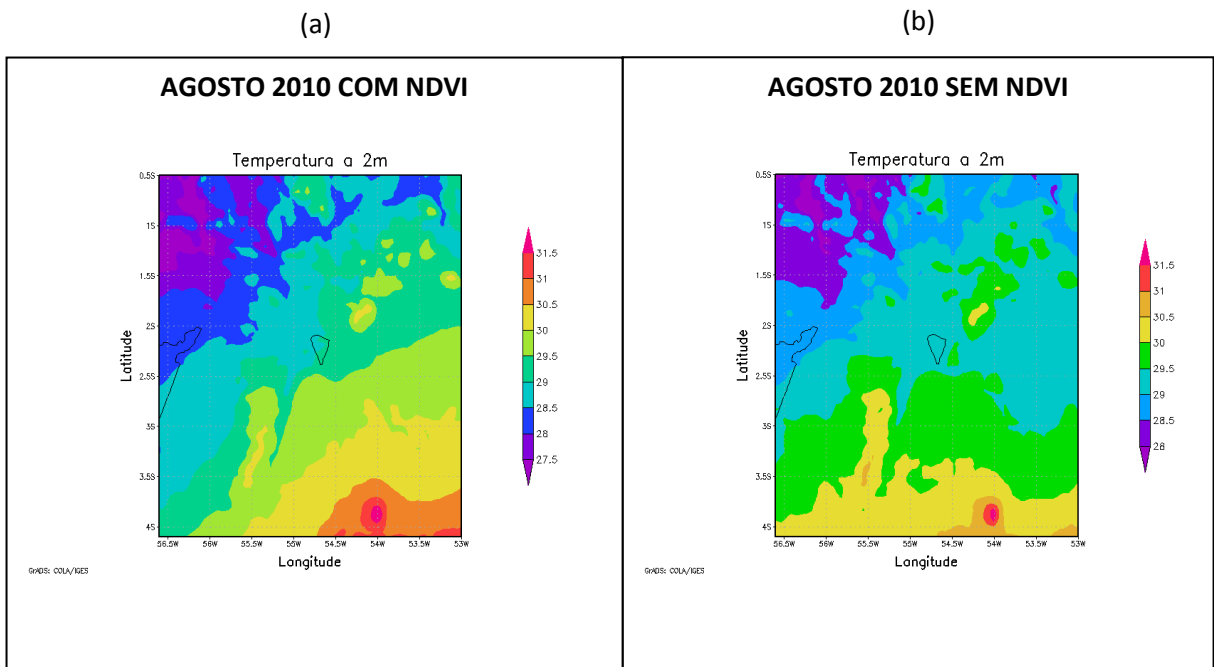 (a)
AGOSTO 2010 COM NDVI
Temperatura a 2m
0.5S
1S
1.5S
2S
2.5S
3S
3.5S
4S
Latitude
56.5W 56W 55.5W 55W 54.5W 54W 53.5W 53W
Longitude
31.5
31
30.5
30
29.5
29
28.5
28
27.5
GrADS: COLA/IGES
(b)
AGOSTO 2010 SEM NDVI
Temperatura a 2m
0.5S
1S
1.5S
2S
2.5S
3S
3.5S
4S
Latitude
56.5W 56W 55.5W 55W 54.5W 54W 53.5W 53W
Longitude
31.5
31
30.5
30
29.5
29
28.5
28
GrADS: COLA/IGES